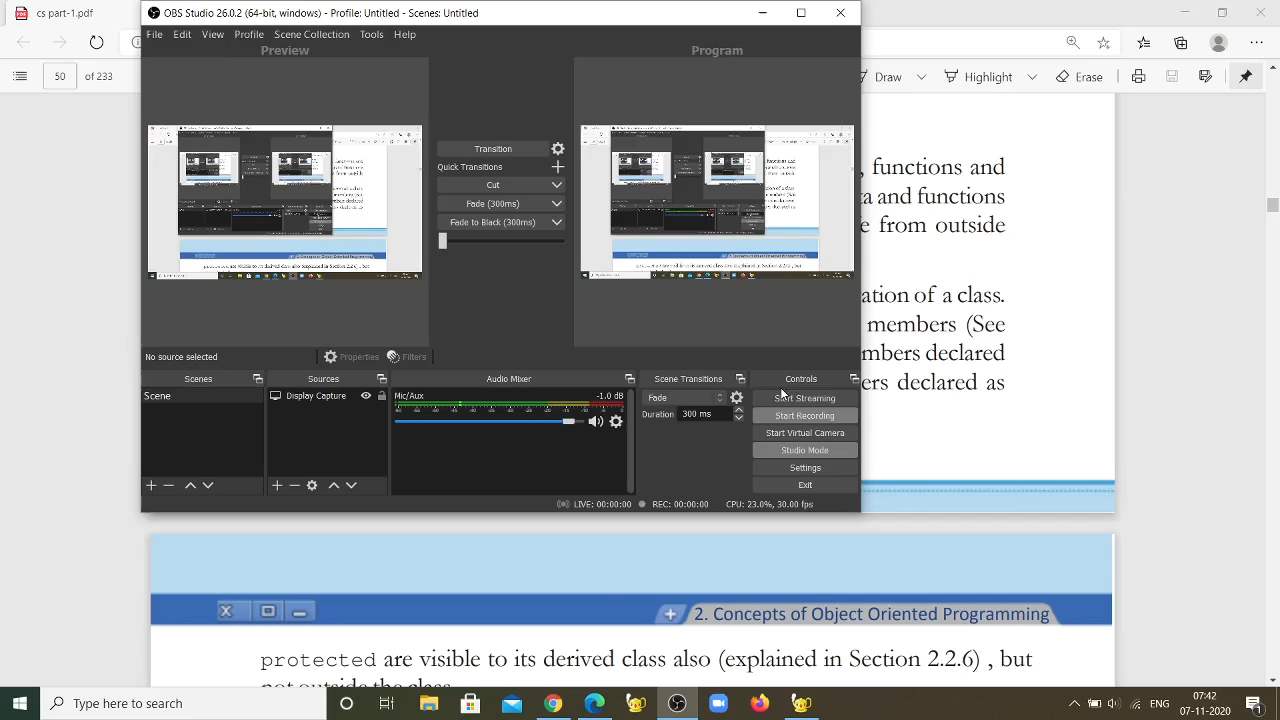 cs part-1.pdf
OBS Studio 26.0.2 (64-bit, windows) - Profile: Untitled - Scenes: Untitled
File Edit View Profile Scene Collection Tools Help
Preview
Program
50 of 233
Draw
Highlight
Erase
Transition
Quick Transitions
Cut
Fade (300ms)
Fade to Black (300ms)
, functions and
a and functions
e from outside
ation of a class.
members (See
mbers declared
ers declared as
No source selected
Properties
Filters
Scenes
Sources
Audio Mixer
Scene Transitions
Controls
Scene
Display Capture
Mic/Aux
-1.0 dB
Fade
Duration 300 ms
Start Streaming
Start Recording
Start Virtual Camera
Studio Mode
Settings
Exit
LIVE: 00:00:00
REC: 00:00:00
CPU: 23.0%, 30.00 fps
2. Concepts of Object Oriented Programming
protected are visible to its derived class also (explained in Section 2.2.6) , but
not outside the class
Type here to search
ENG
07:42
07-11-2020